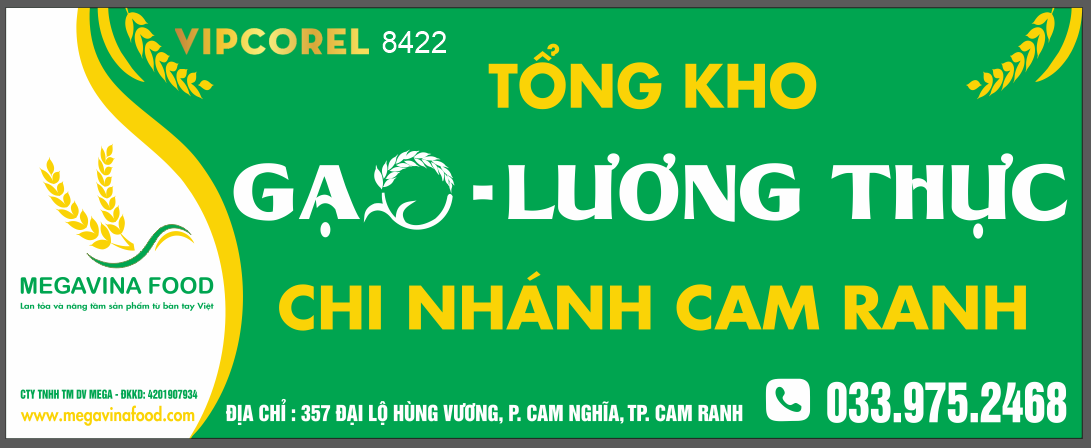 VIPCOREL 8422
TỔNG KHO
GẠO - LƯƠNG THỰC
CHI NHÁNH CAM RANH
MEGAVINA FOOD
Lan tỏa và nâng tầm sản phẩm từ bàn tay Việt
CTY TNHH TM DV MEGA - ĐKKD: 4201907934
www.megavinafood.com
ĐỊA CHỈ : 357 ĐẠI LỘ HÙNG VƯƠNG, P. CAM NGHĨA, TP. CAM RANH
033.975.2468